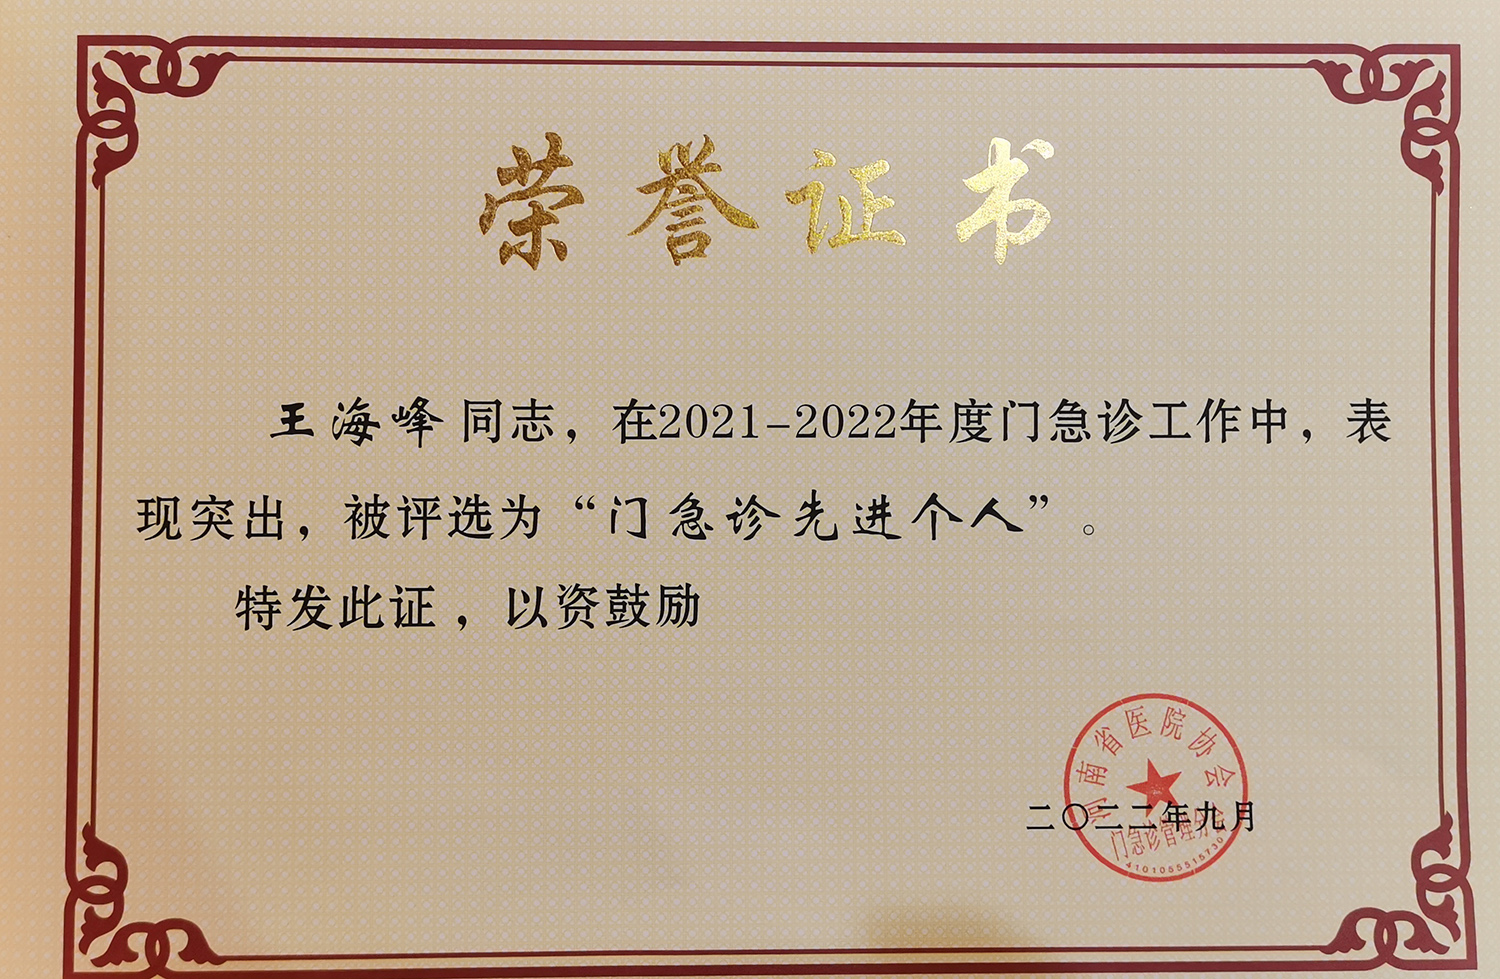 荣誉证书
王海峰同志，在2021-2022年度门急诊工作中，表
现突出，被评选为“门急诊先进个人”。
特发此证，以资鼓励
河南省医院协会
二〇二二年九月
门急诊管理分会
4101055515730